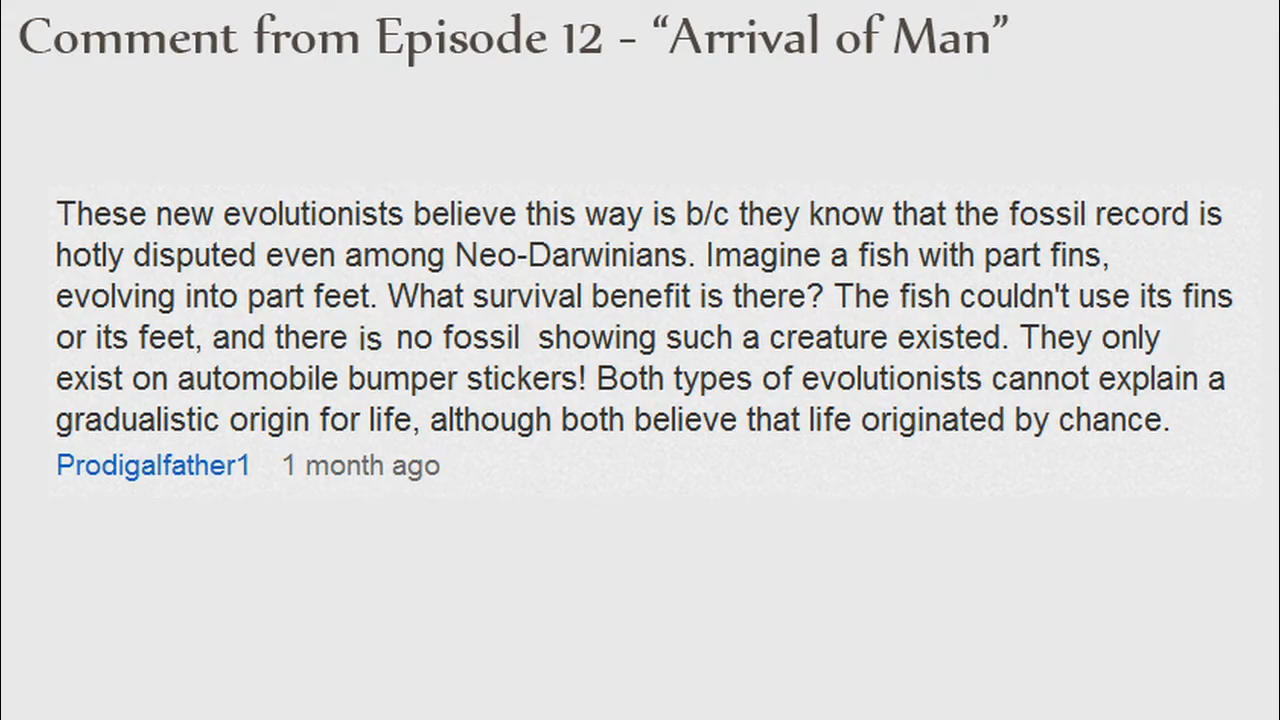 Comment from Episode 12 - “Arrival of Man”
These new evolutionists believe this way is b/c they know that the fossil record is
hotly disputed even among Neo-Darwinians. Imagine a fish with part fins,
evolving into part feet. What survival benefit is there? The fish couldn't use its fins
or its feet, and there is no fossil showing such a creature existed. They only
exist on automobile bumper stickers! Both types of evolutionists cannot explain a
gradualistic origin for life, although both believe that life originated by chance.
Prodigalfather1 1 month ago